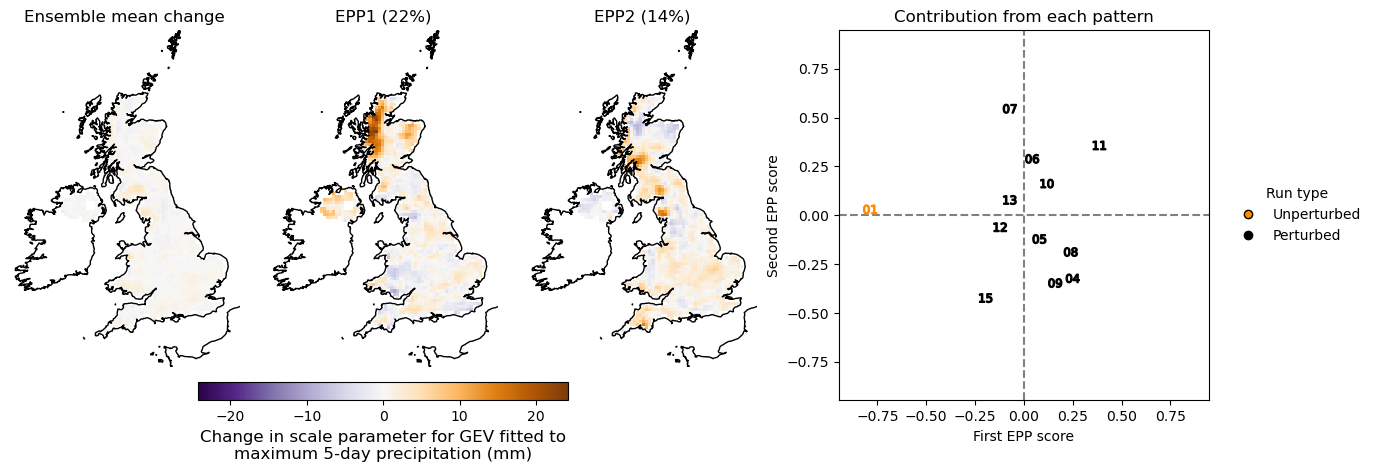 Ensemble mean change
EPP1 (22%)
EPP2 (14%)
Contribution from each pattern
−20
−10
0
10
20
Change in scale parameter for GEV fitted to
maximum 5-day precipitation (mm)
Second EPP score
0.75
0.50
0.25
0.00
−0.25
−0.50
−0.75
07
11
06
10
13
01
12
05
08
04
09
15
−0.75
−0.50
−0.25
0.00
0.25
0.50
0.75
First EPP score
Run type
Unperturbed
Perturbed